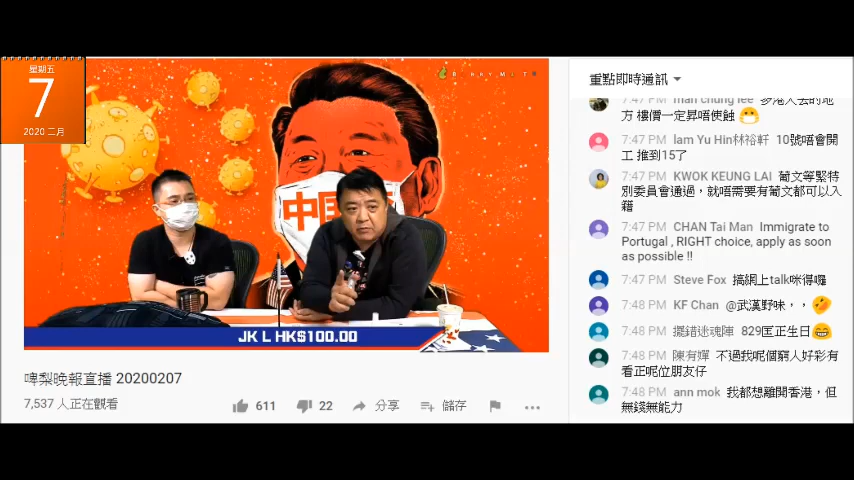 星期五
7
2020 二月
中国
JK L HK$100.00
啤梨晚報直播 20200207
7,537 人正在觀看
611
22
分享
儲存
重點即時通訊
7:47 PM man chung lee 多港人去的地
方 樓價一定昇唔使蝕
7:47 PM lam Yu Hin林裕軒 10號唔會開
工 推到15了
7:47 PM KWOK KEUNG LAI 葡文等緊特
別委員會通過，就唔需要有葡文都可以入
籍
7:47 PM CHAN Tai Man Immigrate to
Portugal , RIGHT choice, apply as soon
as possible !!
7:47 PM Steve Fox 搞網上talk咪得囉
7:48 PM KF Chan @武漢野味，，
7:48 PM 擺錯迷魂陣 829匡正生日
7:48 PM 不過我呢個窮人好彩有
看正呢位朋友仔
7:48 PM ann mok 我都想離開香港，但
無錢無能力